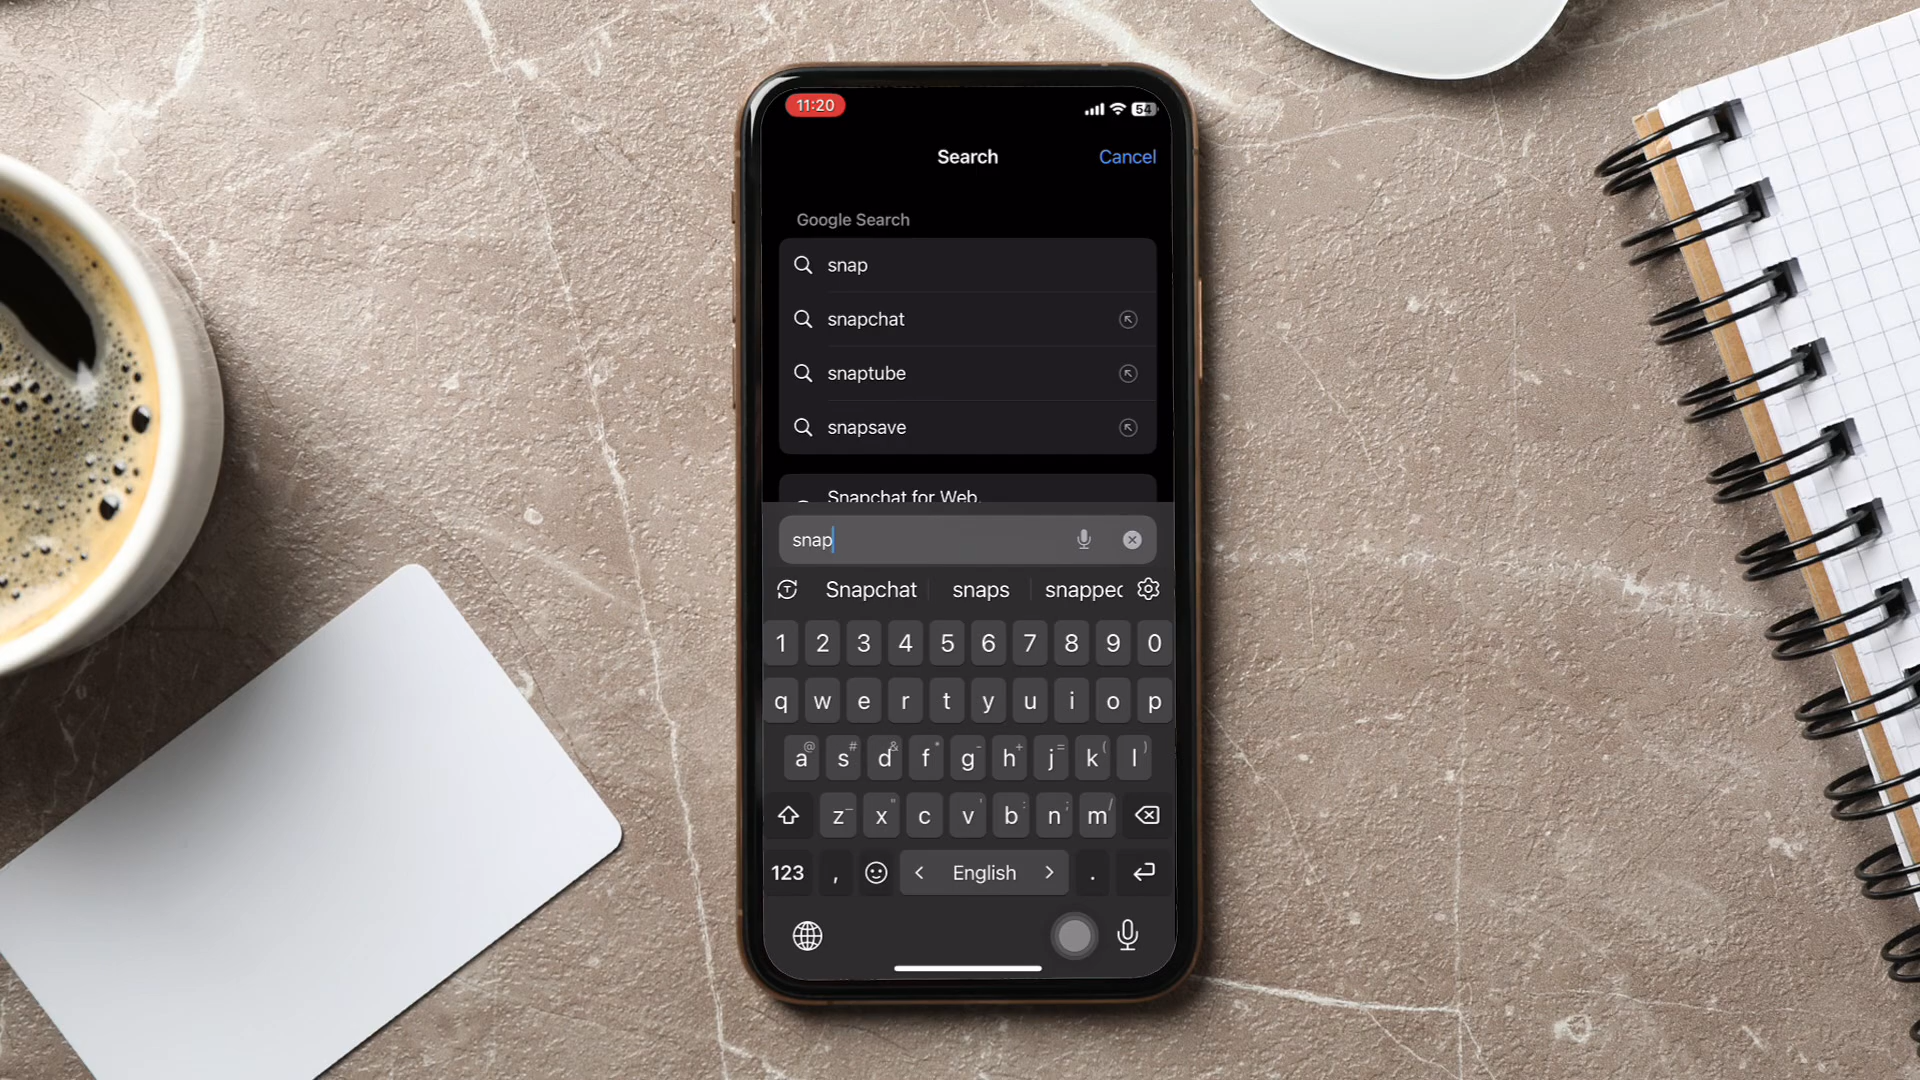 11:20
54
Search
Cancel
Google Search
snap
snapchat
snaptube
snapsave
Snapchat for Web.
snap
Snapchat snaps snapped
1 2 3 4 5 6 7 8 9 0
q w e r t y u i o p
@ # & * - + = ( )
a s d f g h j k l
_ " ' : ; /
z x c v b n m
123 , English .